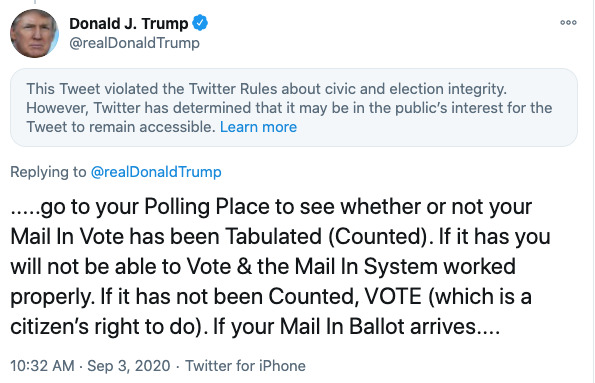 Donald J. Trump
@realDonaldTrump
This Tweet violated the Twitter Rules about civic and election integrity.
However, Twitter has determined that it may be in the public's interest for the
Tweet to remain accessible. Learn more
Replying to @realDonaldTrump
.....go to your Polling Place to see whether or not your
Mail In Vote has been Tabulated (Counted). If it has you
will not be able to Vote & the Mail In System worked
properly. If it has not been Counted, VOTE (which is a
citizen's right to do). If your Mail In Ballot arrives....
10:32 AM · Sep 3, 2020 · Twitter for iPhone